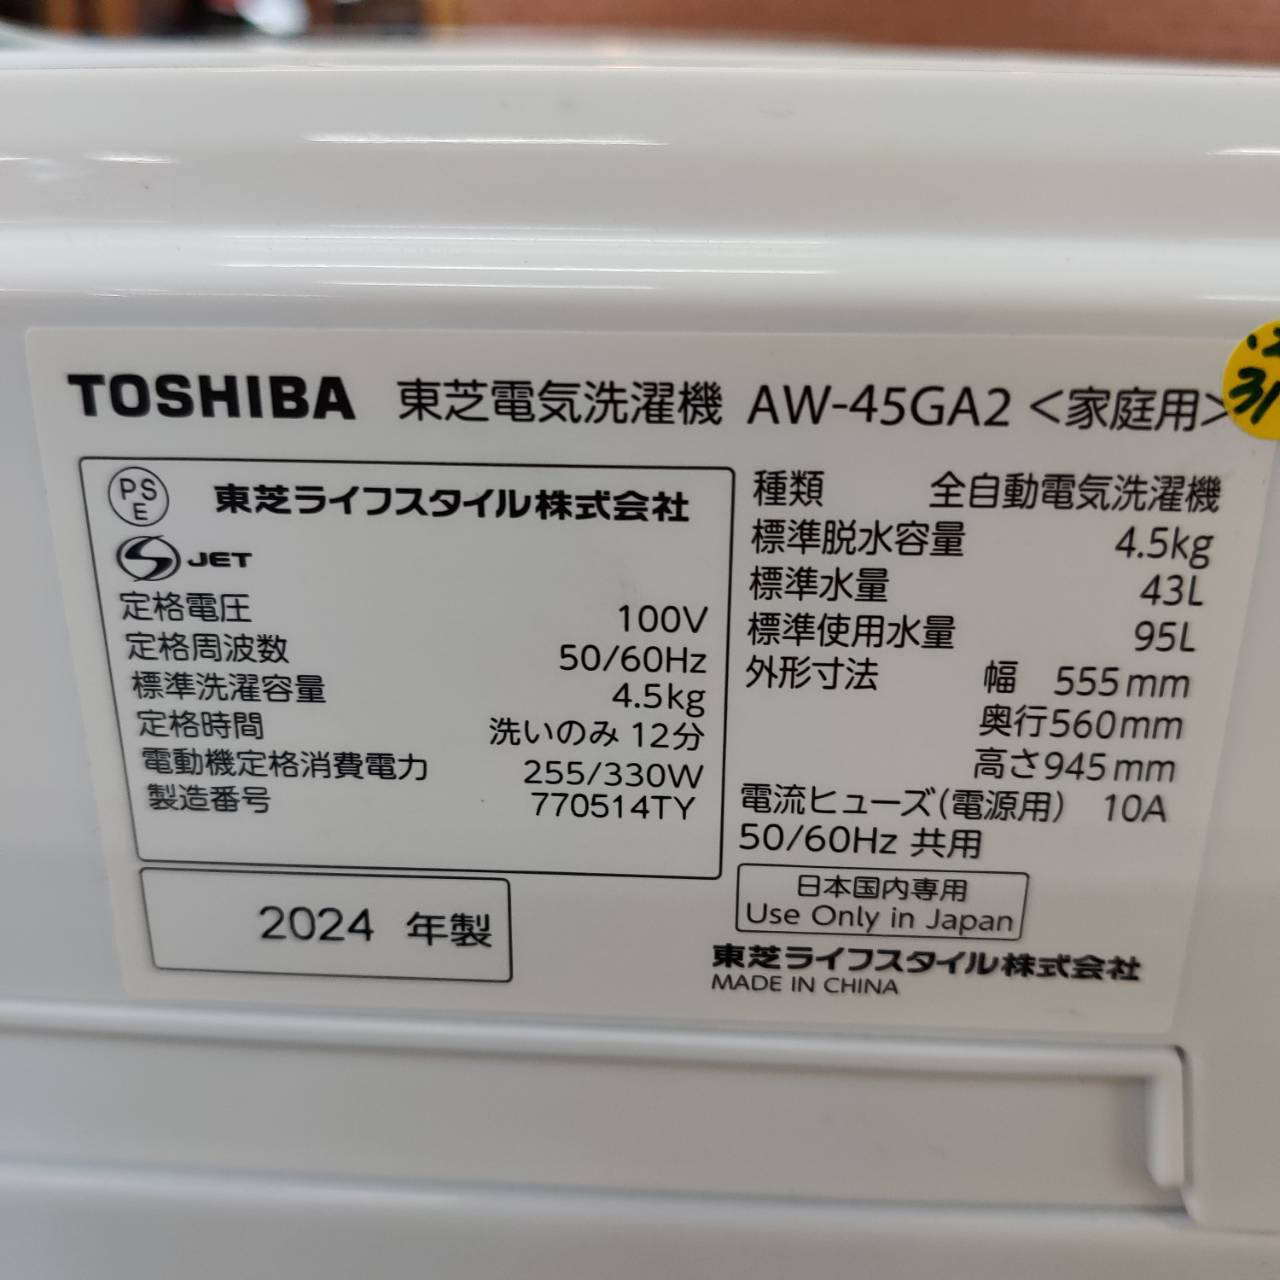 TOSHIBA 東芝電気洗濯機 AW-45GA2 <家庭用>
31
PSE 東芝ライフスタイル株式会社
S JET
定格電圧 100V
定格周波数 50/60Hz
標準洗濯容量 4.5kg
定格時間 洗いのみ 12分
電動機定格消費電力 255/330W
製造番号 770514TY
2024 年製
種類 全自動電気洗濯機
標準脱水容量 4.5kg
標準水量 43L
標準使用水量 95L
外形寸法 幅 555mm
奥行560mm
高さ945mm
電流ヒューズ(電源用) 10A
50/60Hz 共用
日本国内専用
Use Only in Japan
東芝ライフスタイル株式会社
MADE IN CHINA